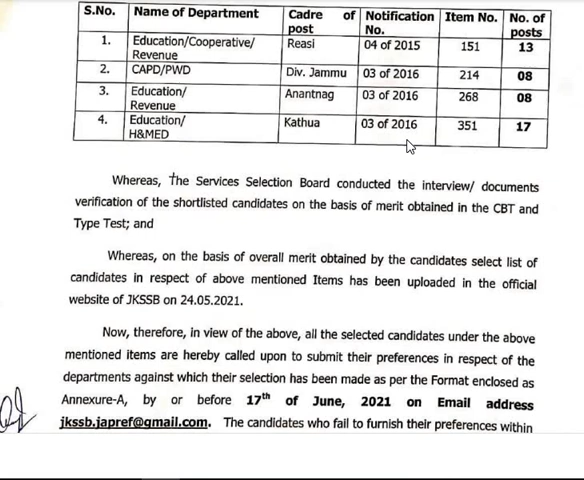 S.No. Name of Department Cadre of post Notification No. Item No. No. of posts
1. Education/Cooperative/ Revenue Reasi 04 of 2015 151 13
2. CAPD/PWD Div. Jammu 03 of 2016 214 08
3. Education/ Revenue Anantnag 03 of 2016 268 08
4. Education/ H&MED Kathua 03 of 2016 351 17
Whereas, the Services Selection Board conducted the interview/ documents
verification of the shortlisted candidates on the basis of merit obtained in the CBT and
Type Test; and
Whereas, on the basis of overall merit obtained by the candidates select list of
candidates in respect of above mentioned Items has been uploaded in the official
website of JKSSB on 24.05.2021.
Now, therefore, in view of the above, all the selected candidates under the above
mentioned items are hereby called upon to submit their preferences in respect of the
departments against which their selection has been made as per the Format enclosed as
Annexure-A, by or before 17th of June, 2021 on Email address
jkssb.japref@gmail.com. The candidates who fail to furnish their preferences within